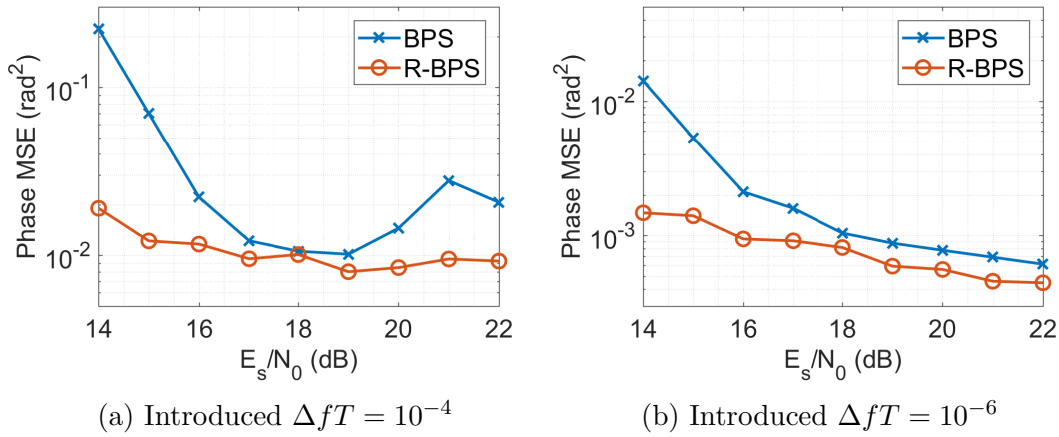 BPS
R-BPS
Phase MSE (rad²)
10⁻¹
10⁻²
14 16 18 20 22
Eₛ/N₀ (dB)
(a) Introduced ΔfT = 10⁻⁴
BPS
R-BPS
Phase MSE (rad²)
10⁻²
10⁻³
14 16 18 20 22
Eₛ/N₀ (dB)
(b) Introduced ΔfT = 10⁻⁶